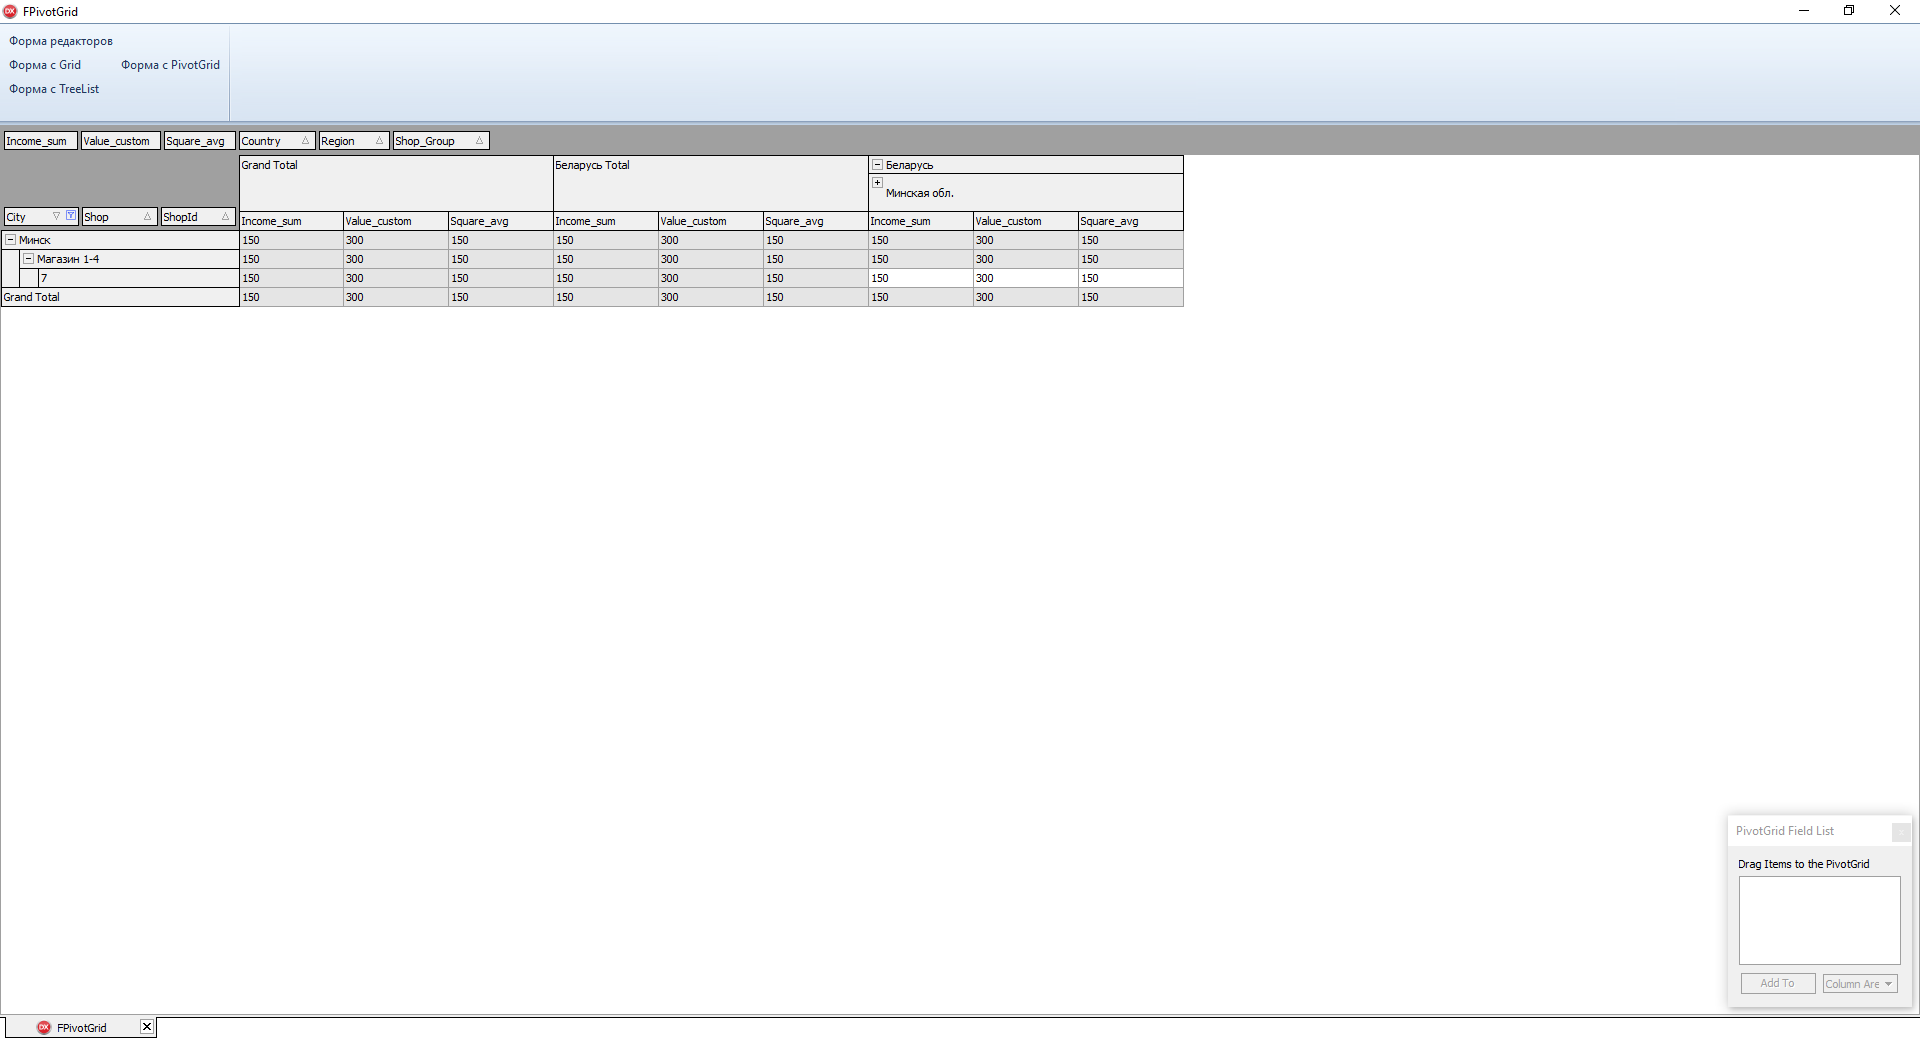 FPivotGrid
Форма редакторов
Форма с Grid Форма с PivotGrid
Форма с TreeList
Income_sum Value_custom Square_avg Country Region Shop_Group
Grand Total Беларусь Total Беларусь
Минская обл.
City Shop ShopId Income_sum Value_custom Square_avg Income_sum Value_custom Square_avg Income_sum Value_custom Square_avg
Минск 150 300 150 150 300 150 150 300 150
Магазин 1-4 150 300 150 150 300 150 150 300 150
7 150 300 150 150 300 150 150 300 150
Grand Total 150 300 150 150 300 150 150 300 150
PivotGrid Field List
Drag Items to the PivotGrid
Add To Column Are
FPivotGrid